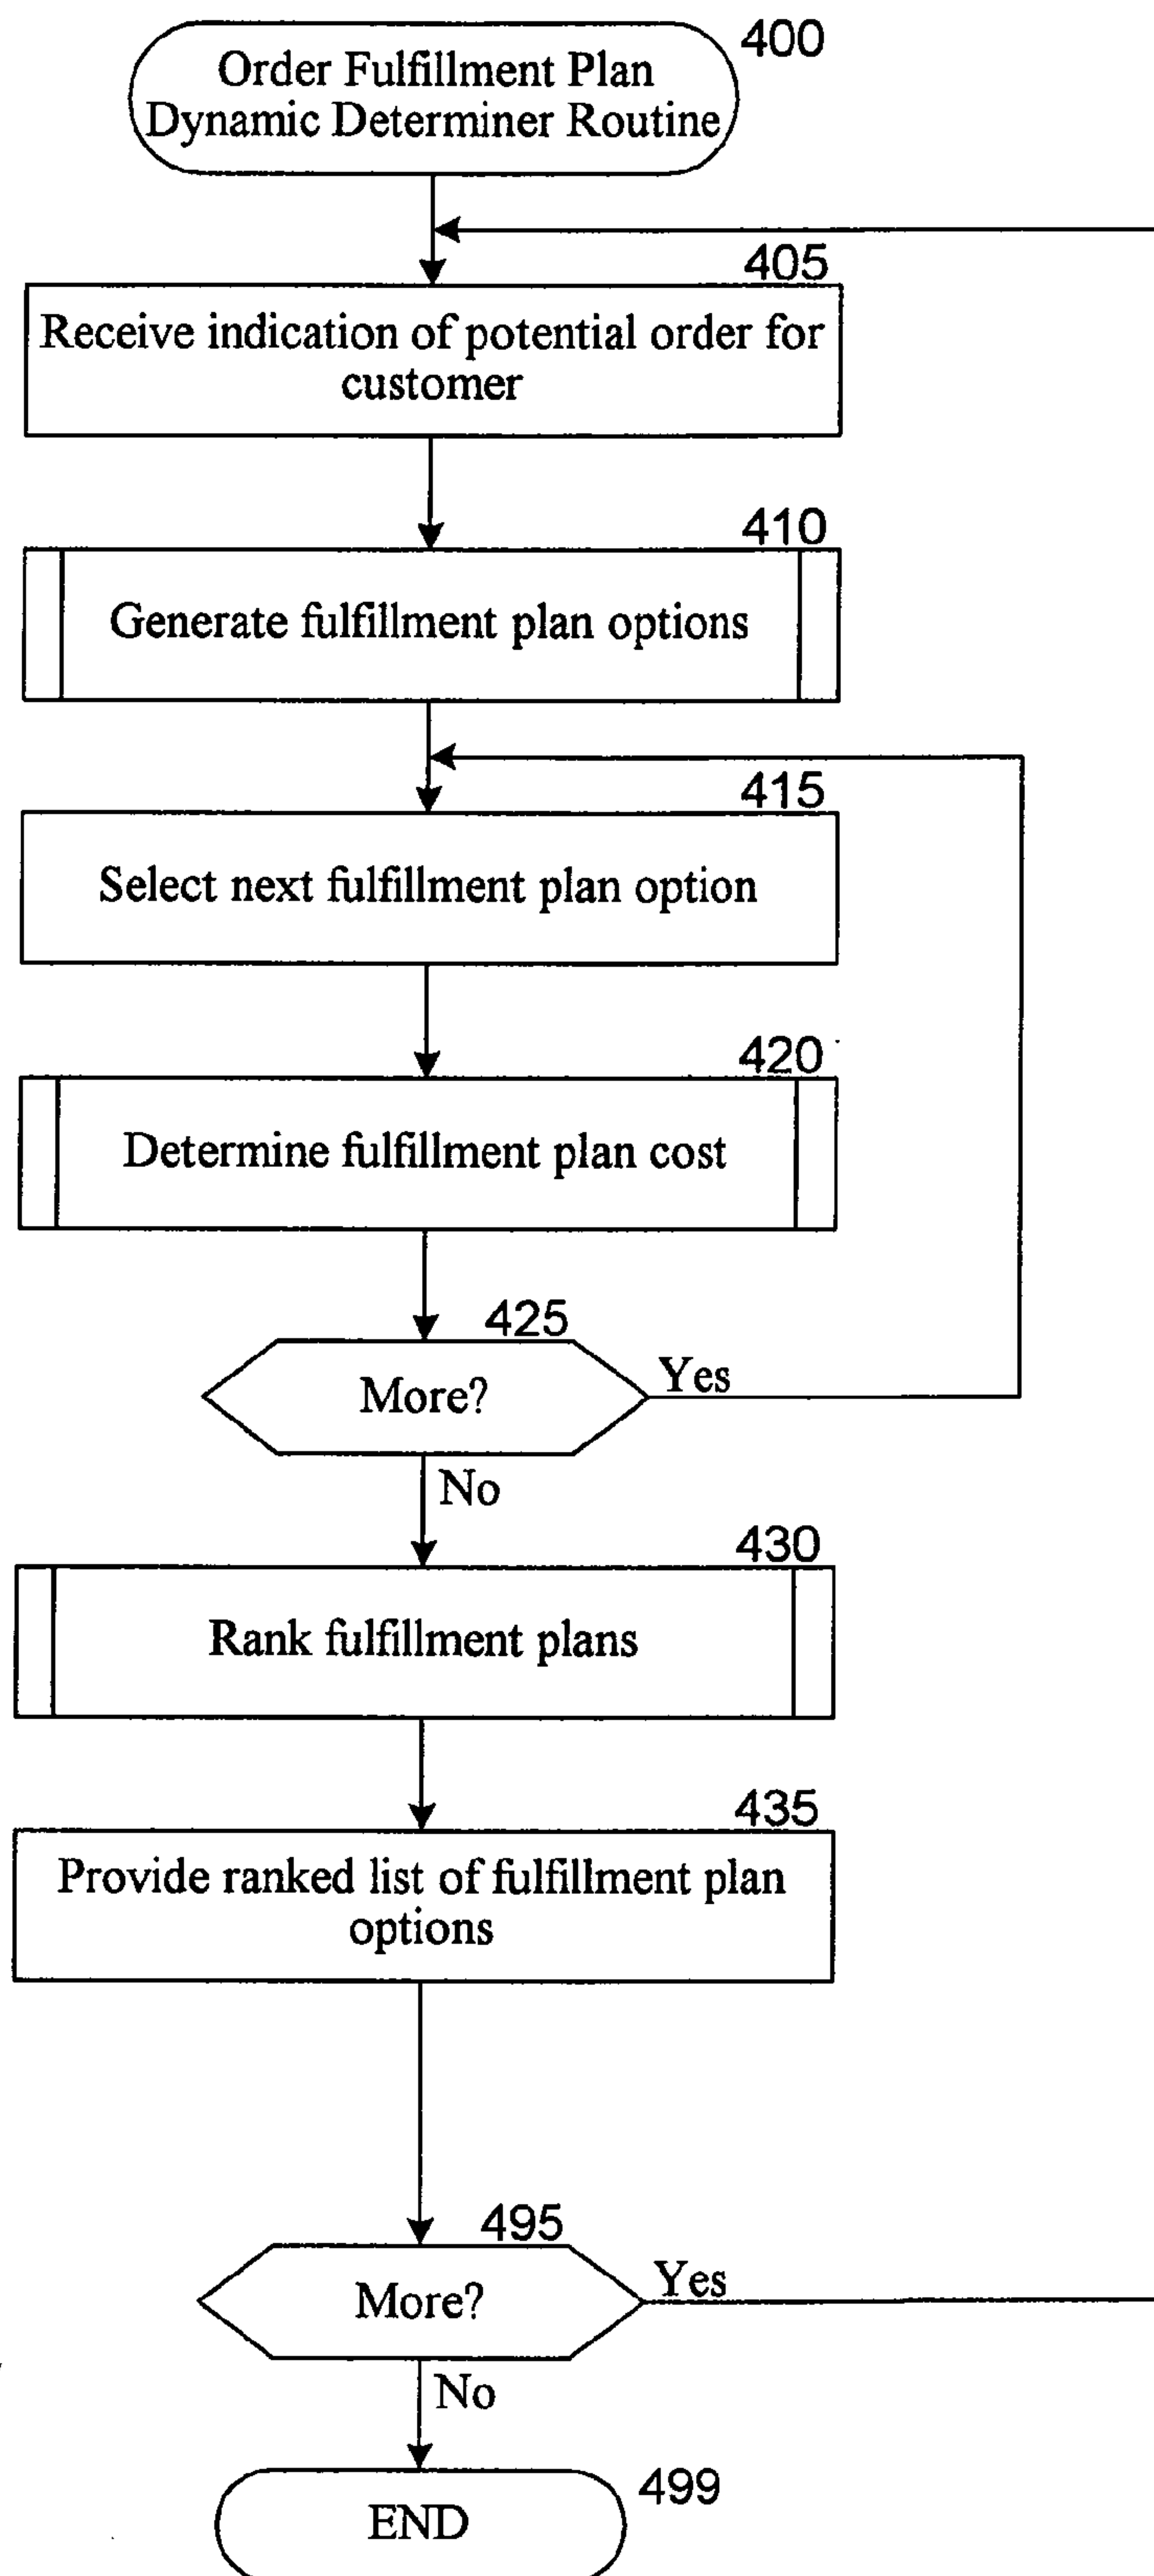 400
Order Fulfillment Plan
Dynamic Determiner Routine
405
Receive indication of potential order for
customer
410
Generate fulfillment plan options
415
Select next fulfillment plan option
420
Determine fulfillment plan cost
425
More?
Yes
No
430
Rank fulfillment plans
435
Provide ranked list of fulfillment plan
options
495
More?
Yes
No
499
END